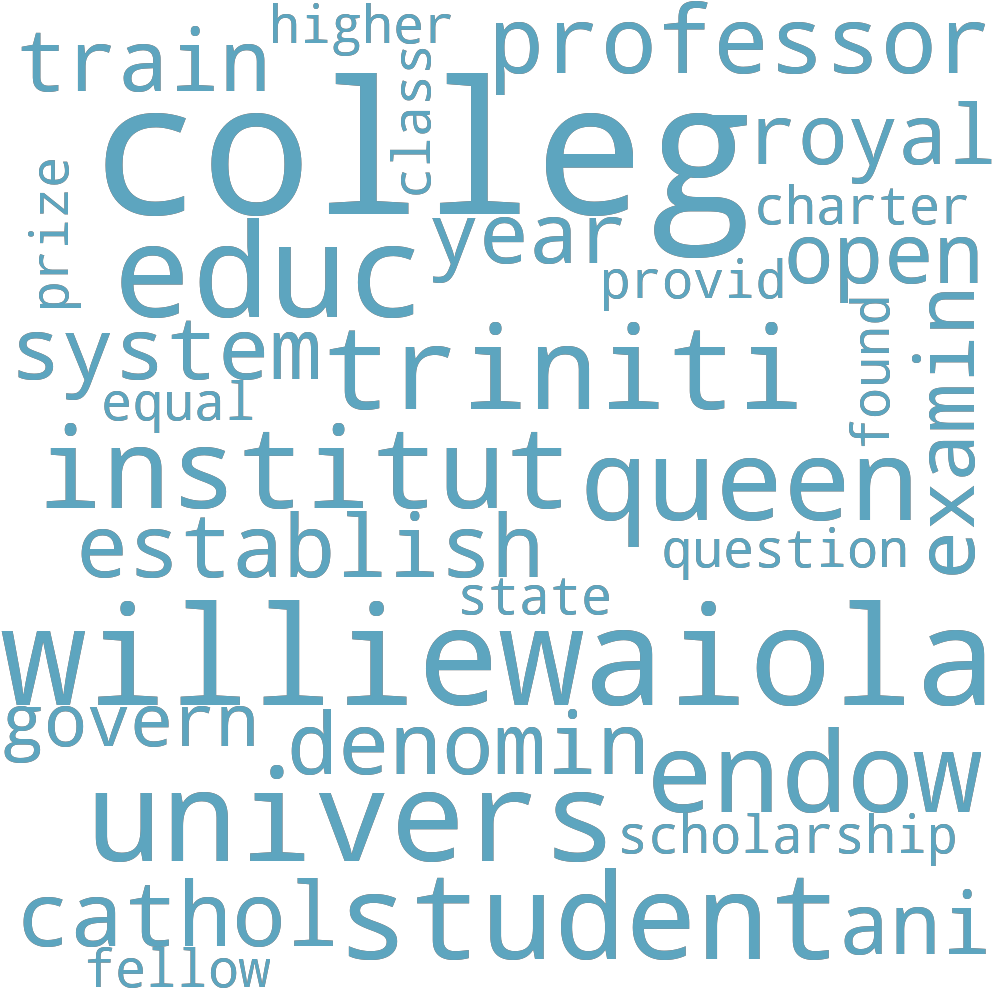 higher
professor
train
colleg
class
royal
prize
charter
year
educ
open
provid
system
triniti
found
examin
equal
institut
queen
establish
question
state
williewaiola
govern
denomin
endow
univers
scholarship
cathol
student
ani
fellow